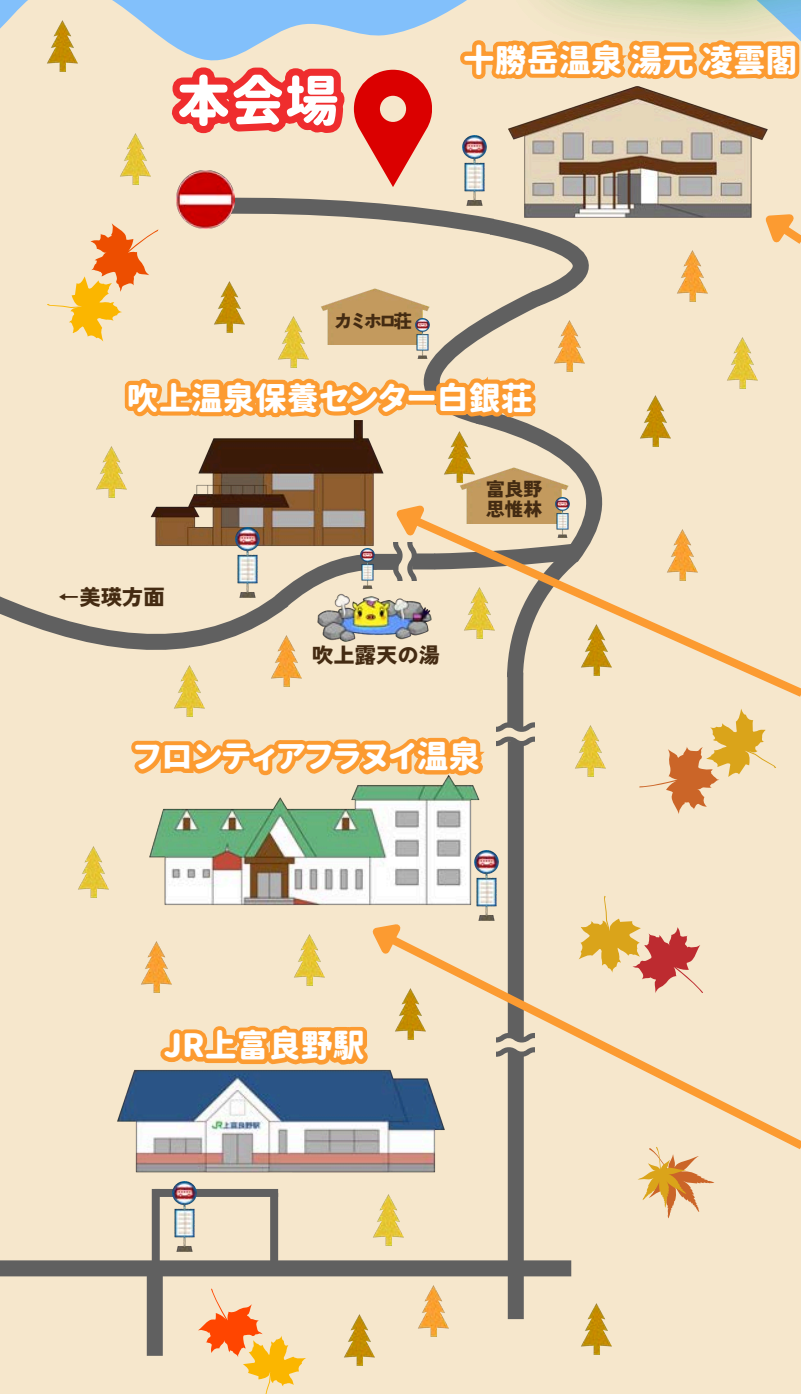 十勝岳温泉 湯元 凌雲閣
本会場
カミホロ荘
吹上温泉保養センター白銀荘
富良野
思惟林
←美瑛方面
吹上露天の湯
フロンティアフラヌイ温泉
JR上富良野駅
JR上富良野駅